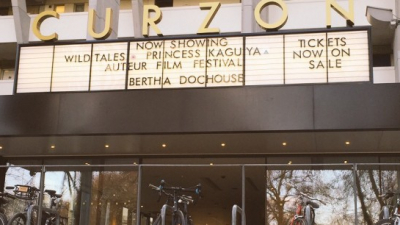 CURZON
NOW SHOWING
WILD TALES PRINCESS KAGUYA
AUTEUR FILM FESTIVAL
BERTHA DOCHOUSE
TICKETS
NOW ON
SALE